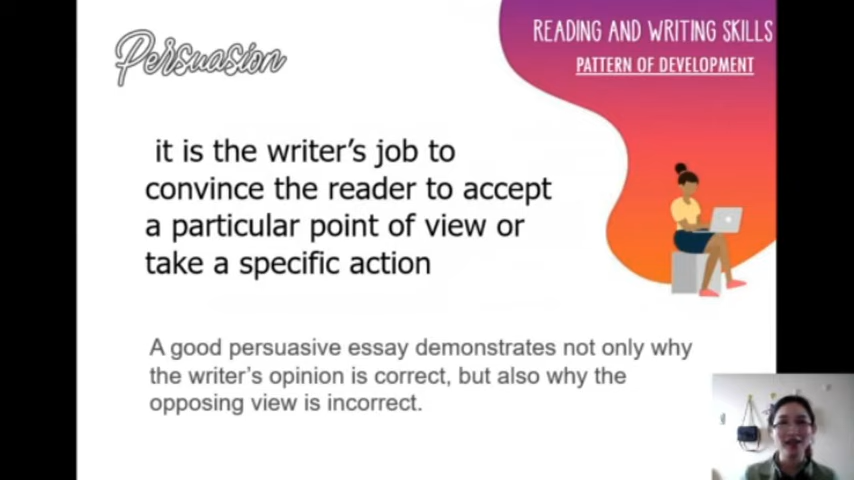 Persuasion
READING AND WRITING SKILLS
PATTERN OF DEVELOPMENT
it is the writer's job to
convince the reader to accept
a particular point of view or
take a specific action
A good persuasive essay demonstrates not only why
the writer's opinion is correct, but also why the
opposing view is incorrect.